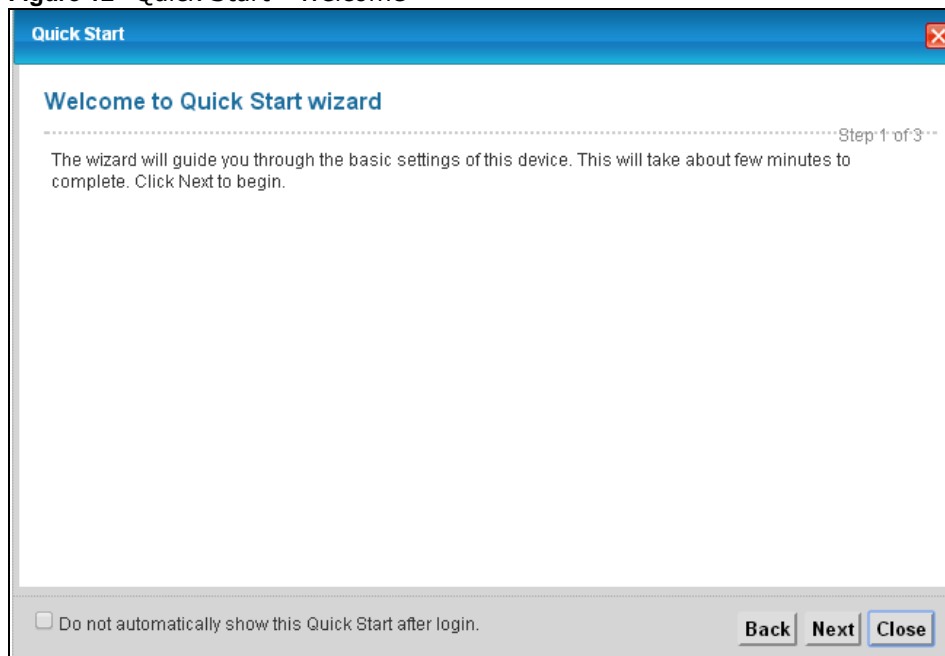 Quick Start
Welcome to Quick Start wizard
Step 1 of 3
The wizard will guide you through the basic settings of this device. This will take about few minutes to
complete. Click Next to begin.
Do not automatically show this Quick Start after login.
Back Next Close